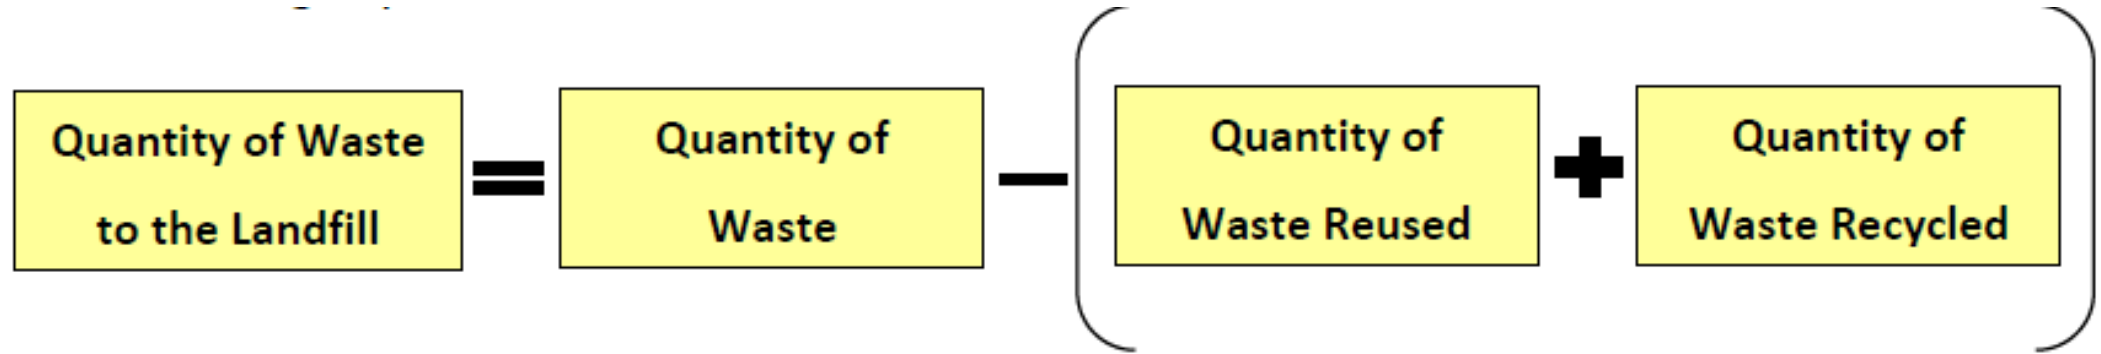 Quantity of Waste
to the Landfill
=
Quantity of
Waste
–
(
Quantity of
Waste Reused
+
Quantity of
Waste Recycled
)